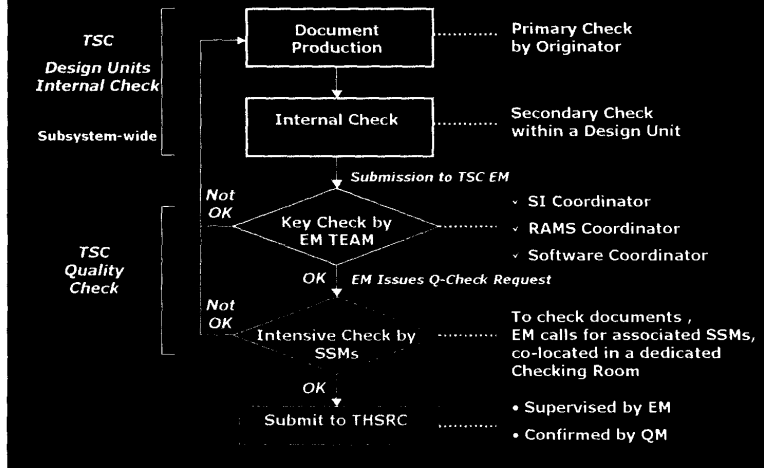 TSC
Design Units
Internal Check
Subsystem-wide
Document
Production
Primary Check
by Originator
Internal Check
Secondary Check
within a Design Unit
Submission to TSC EM
Not
OK
TSC
Quality
Check
Key Check by
EM TEAM
✓ SI Coordinator
✓ RAMS Coordinator
✓ Software Coordinator
OK
EM Issues Q-Check Request
Not
OK
Intensive Check by
SSMs
To check documents ,
EM calls for associated SSMs,
co-located in a dedicated
Checking Room
OK
Submit to THSRC
• Supervised by EM
• Confirmed by QM